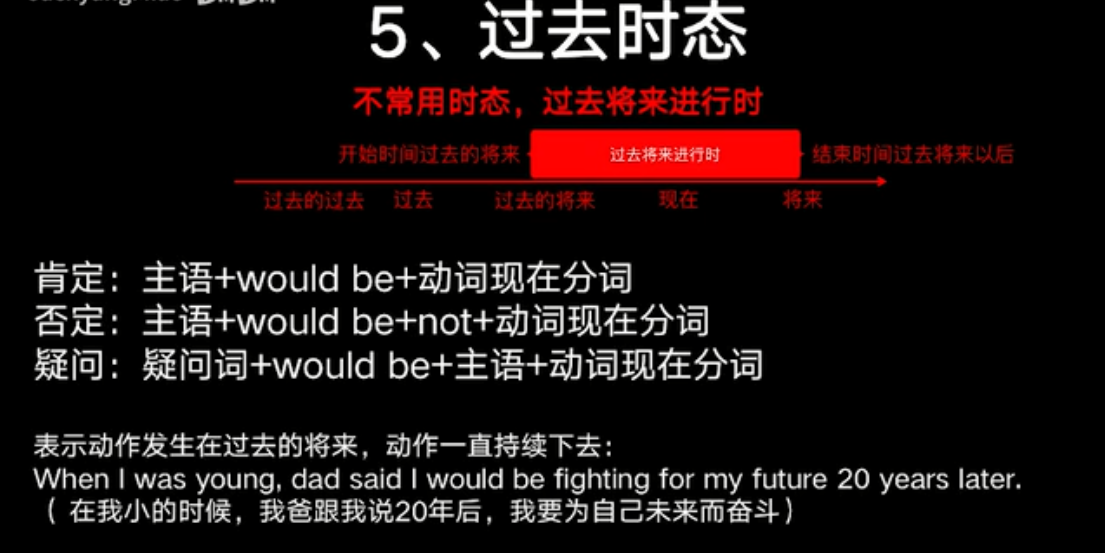 5、过去时态
不常用时态，过去将来进行时
开始时间过去的将来 过去将来进行时 结束时间过去将来以后
过去的过去 过去 过去的将来 现在 将来
肯定：主语+would be+动词现在分词
否定：主语+would be+not+动词现在分词
疑问：疑问词+would be+主语+动词现在分词
表示动作发生在过去的将来，动作一直持续下去：
When I was young, dad said I would be fighting for my future 20 years later.
（ 在我小的时候，我爸跟我说20年后，我要为自己未来而奋斗）